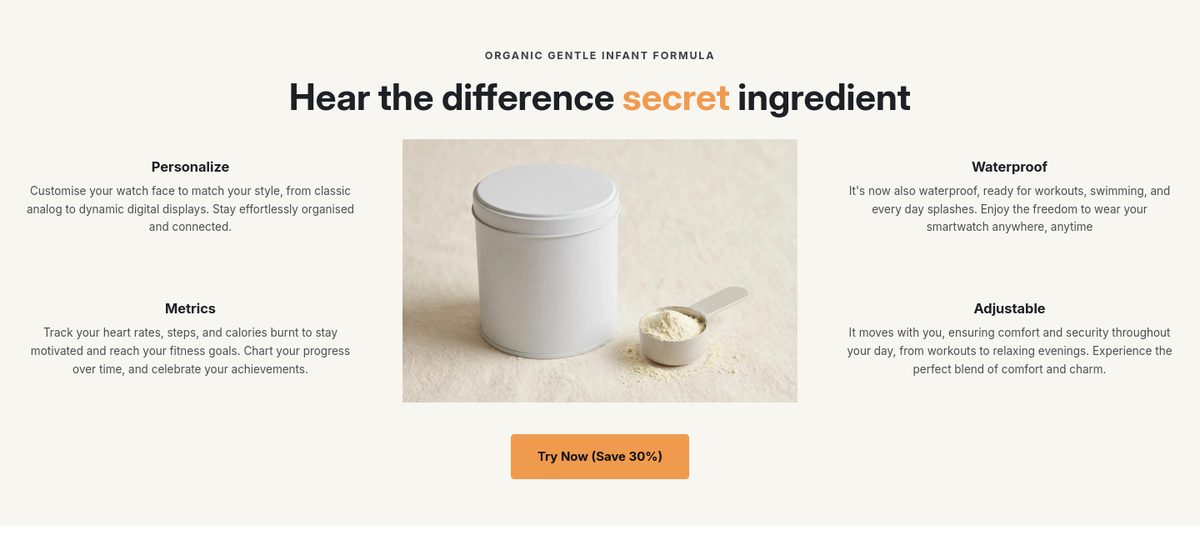 ORGANIC GENTLE INFANT FORMULA
Hear the difference secret ingredient
Personalize
Customise your watch face to match your style, from classic
analog to dynamic digital displays. Stay effortlessly organised
and connected.
Metrics
Track your heart rates, steps, and calories burnt to stay
motivated and reach your fitness goals. Chart your progress
over time, and celebrate your achievements.
Waterproof
It's now also waterproof, ready for workouts, swimming, and
every day splashes. Enjoy the freedom to wear your
smartwatch anywhere, anytime
Adjustable
It moves with you, ensuring comfort and security throughout
your day, from workouts to relaxing evenings. Experience the
perfect blend of comfort and charm.
Try Now (Save 30%)